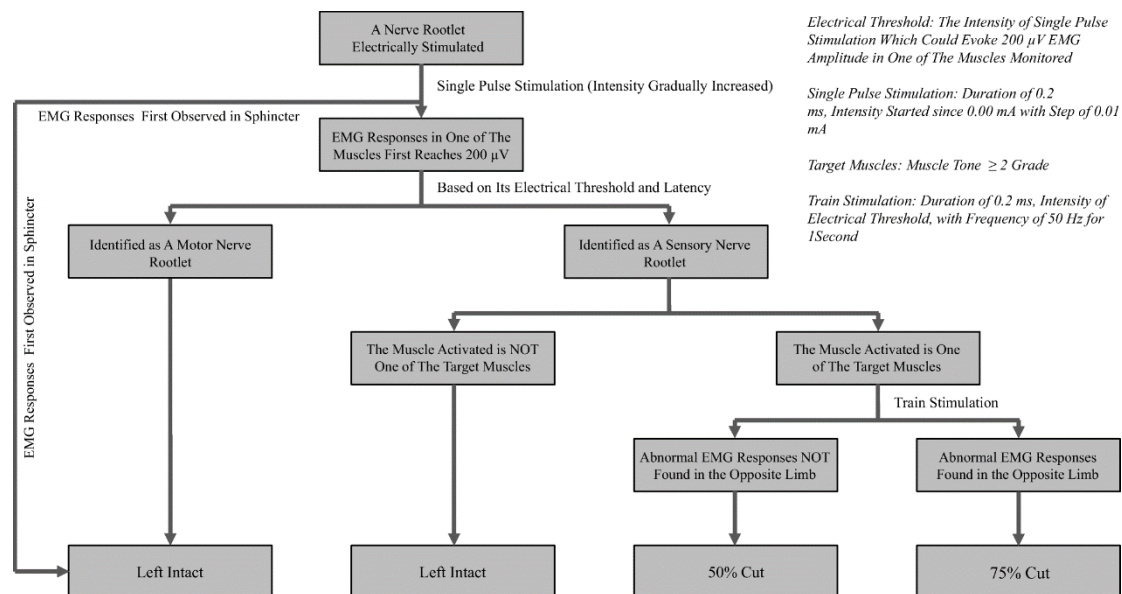 A Nerve Rootlet
Electrically Stimulated
Electrical Threshold: The Intensity of Single Pulse
Stimulation Which Could Evoke 200 µV EMG
Amplitude in One of The Muscles Monitored
Single Pulse Stimulation: Duration of 0.2
ms, Intensity Started since 0.00 mA with Step of 0.01
mA
Target Muscles: Muscle Tone ≥ 2 Grade
Train Stimulation: Duration of 0.2 ms, Intensity of
Electrical Threshold, with Frequency of 50 Hz for
1Second
Single Pulse Stimulation (Intensity Gradually Increased)
EMG Responses First Observed in Sphincter
EMG Responses in One of The
Muscles First Reaches 200 µV
Based on Its Electrical Threshold and Latency
EMG Responses First Observed in Sphincter
Identified as A Motor Nerve
Rootlet
Identified as A Sensory Nerve
Rootlet
The Muscle Activated is NOT
One of The Target Muscles
The Muscle Activated is One
of The Target Muscles
Train Stimulation
Abnormal EMG Responses NOT
Found in the Opposite Limb
Abnormal EMG Responses
Found in the Opposite Limb
Left Intact
Left Intact
50% Cut
75% Cut